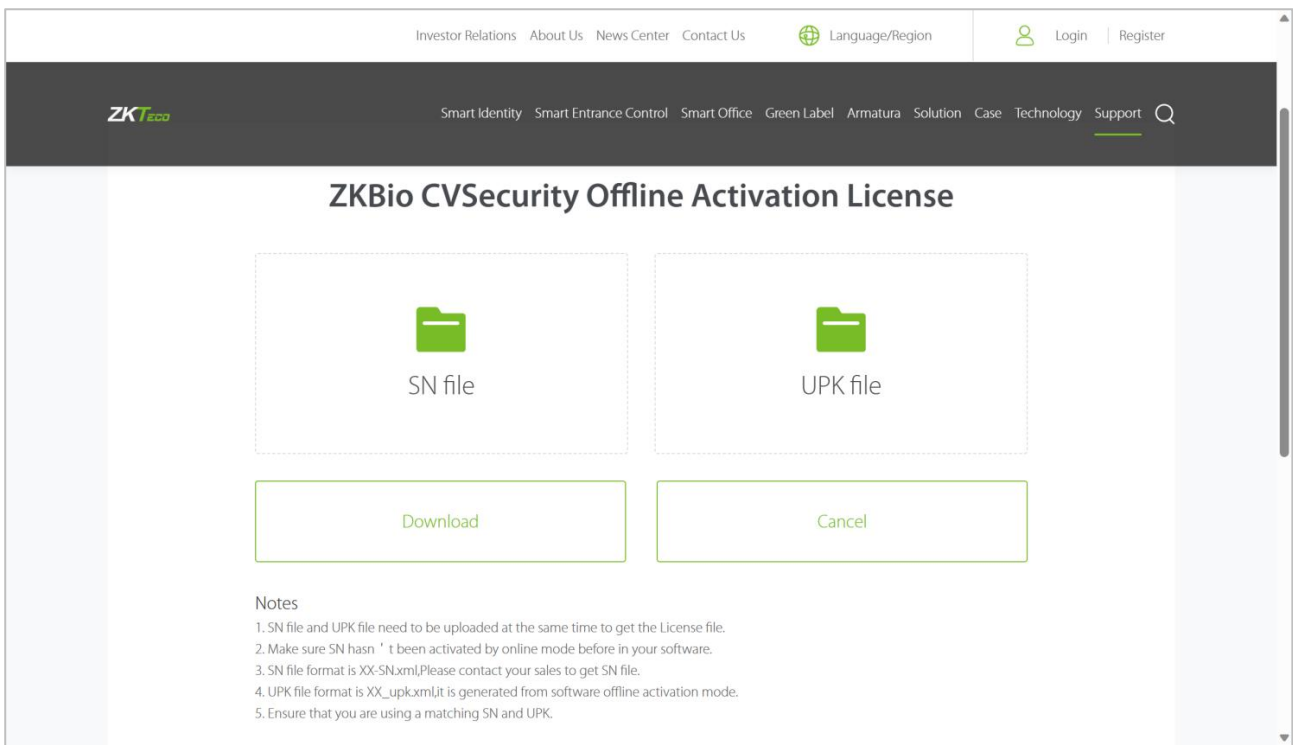 Investor Relations About Us News Center Contact Us Language/Region Login Register
ZKTECO Smart Identity Smart Entrance Control Smart Office Green Label Armatura Solution Case Technology Support
ZKBio CVSecurity Offline Activation License
SN file UPK file
Download Cancel
Notes
1. SN file and UPK file need to be uploaded at the same time to get the License file.
2. Make sure SN hasn ' t been activated by online mode before in your software.
3. SN file format is XX-SN.xml,Please contact your sales to get SN file.
4. UPK file format is XX_upk.xml,it is generated from software offline activation mode.
5. Ensure that you are using a matching SN and UPK.